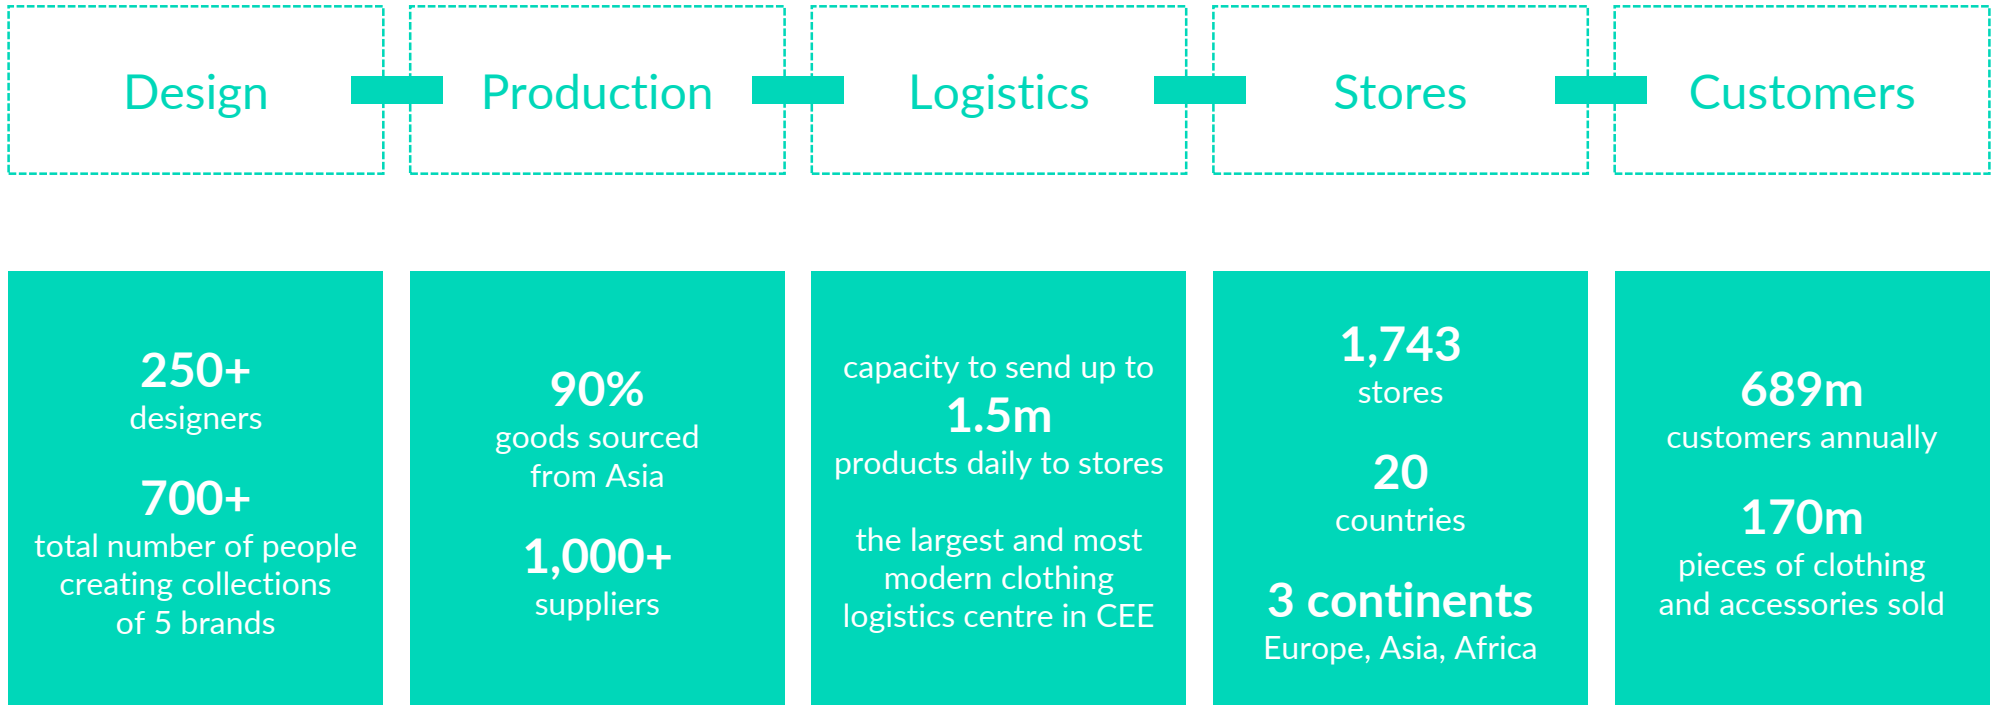 Design
Production
Logistics
Stores
Customers
250+
designers
700+
total number of people
creating collections
of 5 brands
90%
goods sourced
from Asia
1,000+
suppliers
capacity to send up to
1.5m
products daily to stores
the largest and most
modern clothing
logistics centre in CEE
1,743
stores
20
countries
3 continents
Europe, Asia, Africa
689m
customers annually
170m
pieces of clothing
and accessories sold